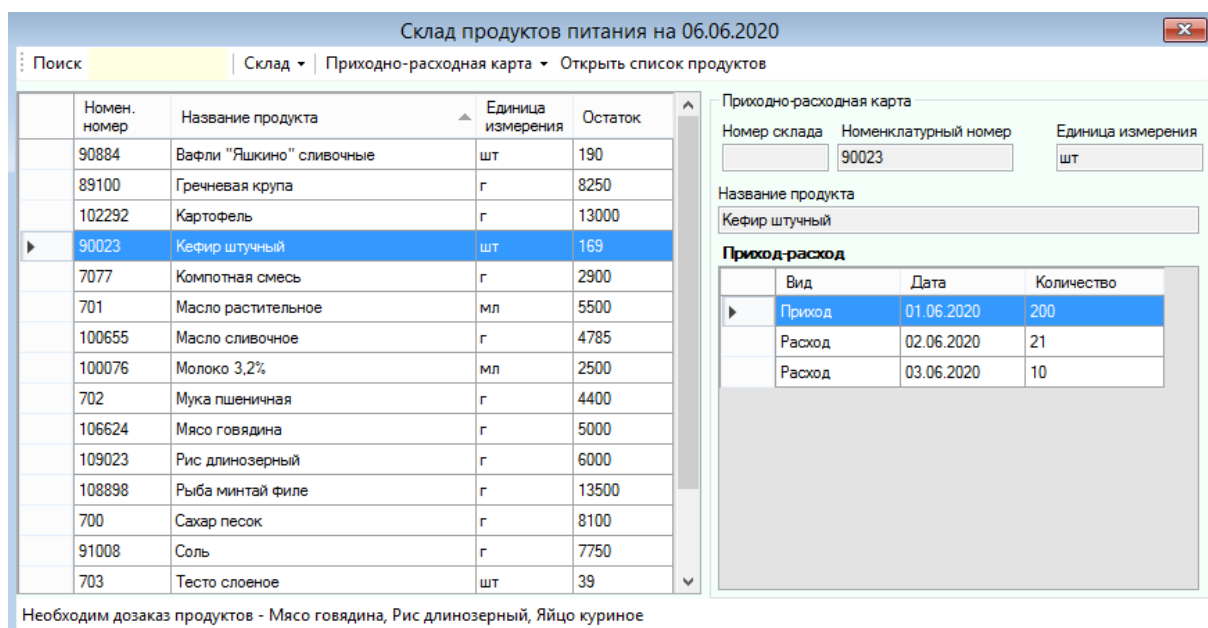 Склад продуктов питания на 06.06.2020
Поиск Склад Приходно-расходная карта Открыть список продуктов
Номен. номер Название продукта Единица измерения Остаток
90884 Вафли "Яшкино" сливочные шт 190
89100 Гречневая крупа г 8250
102292 Картофель г 13000
90023 Кефир штучный шт 169
7077 Компотная смесь г 2900
701 Масло растительное мл 5500
100655 Масло сливочное г 4785
100076 Молоко 3,2% мл 2500
702 Мука пшеничная г 4400
106624 Мясо говядина г 5000
109023 Рис длинозерный г 6000
108898 Рыба минтай филе г 13500
700 Сахар песок г 8100
91008 Соль г 7750
703 Тесто слоеное шт 39
Приходно-расходная карта
Номер склада Номенклатурный номер Единица измерения
90023 шт
Название продукта
Кефир штучный
Приход-расход
Вид Дата Количество
Приход 01.06.2020 200
Расход 02.06.2020 21
Расход 03.06.2020 10
Необходим дозаказ продуктов - Мясо говядина, Рис длинозерный, Яйцо куриное